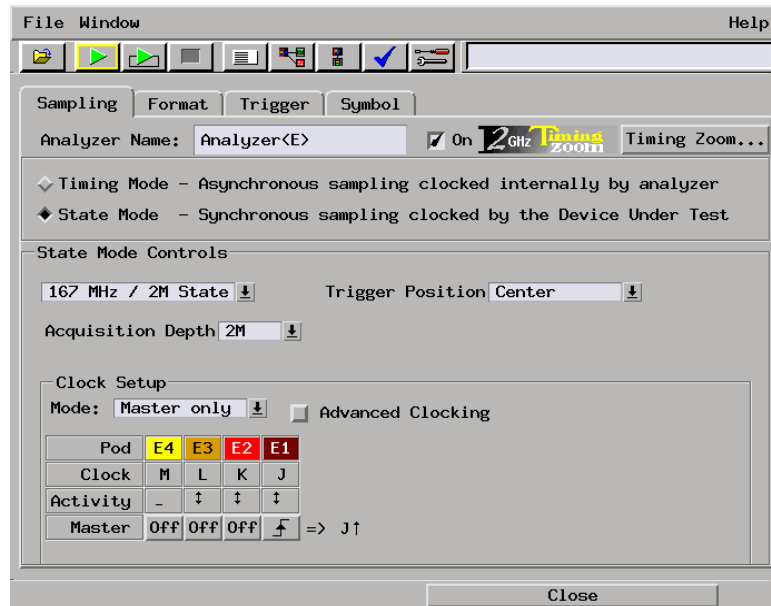 File Window Help
Sampling Format Trigger Symbol
Analyzer Name: Analyzer<E> On 2GHz Timing Zoom Timing Zoom...
Timing Mode - Asynchronous sampling clocked internally by analyzer
State Mode - Synchronous sampling clocked by the Device Under Test
State Mode Controls
167 MHz / 2M State Trigger Position Center
Acquisition Depth 2M
Clock Setup
Mode: Master only Advanced Clocking
Pod E4 E3 E2 E1
Clock M L K J
Activity - ↕ ↕ ↕
Master Off Off Off => J↑
Close